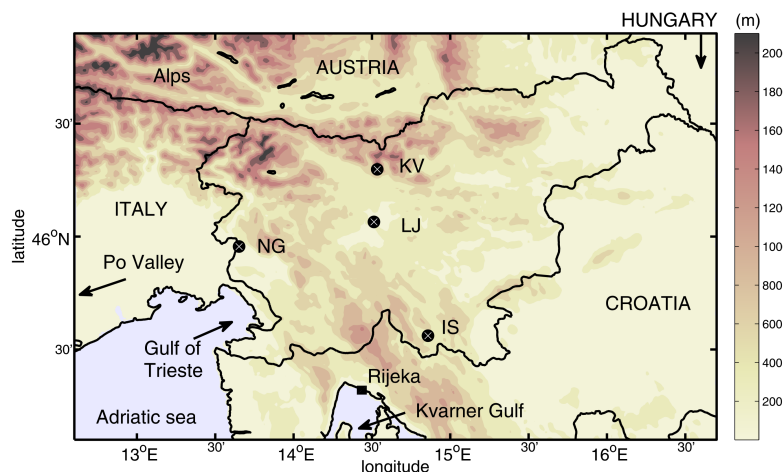 HUNGARY
(m)
Alps
AUSTRIA
2000
1800
1600
1400
1200
1000
800
600
400
200
30'
46°N
30'
latitude
KV
ITALY
LJ
NG
Po Valley
CROATIA
IS
Gulf of
Trieste
Rijeka
Adriatic sea
Kvarner Gulf
13°E
30'
14°E
30'
15°E
30'
16°E
30'
longitude